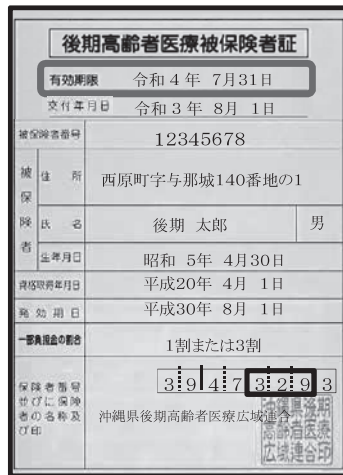 後期高齢者医療被保険者証
有効期限 令和4年 7月31日
交付年月日 令和3年 8月 1日
被保険者番号 12345678
被保険者
住所 西原町字与那城140番地の1
氏名 後期 太郎 男
生年月日 昭和 5年 4月30日
資格取得年月日 平成20年 4月 1日
発効期日 平成30年 8月 1日
一部負担金の割合 1割または3割
保険者番号
並びに保険
者の名称及
び印
39473293
沖縄県後期高齢者医療広域連合
沖縄県後期
高齢者医療
広域連合印